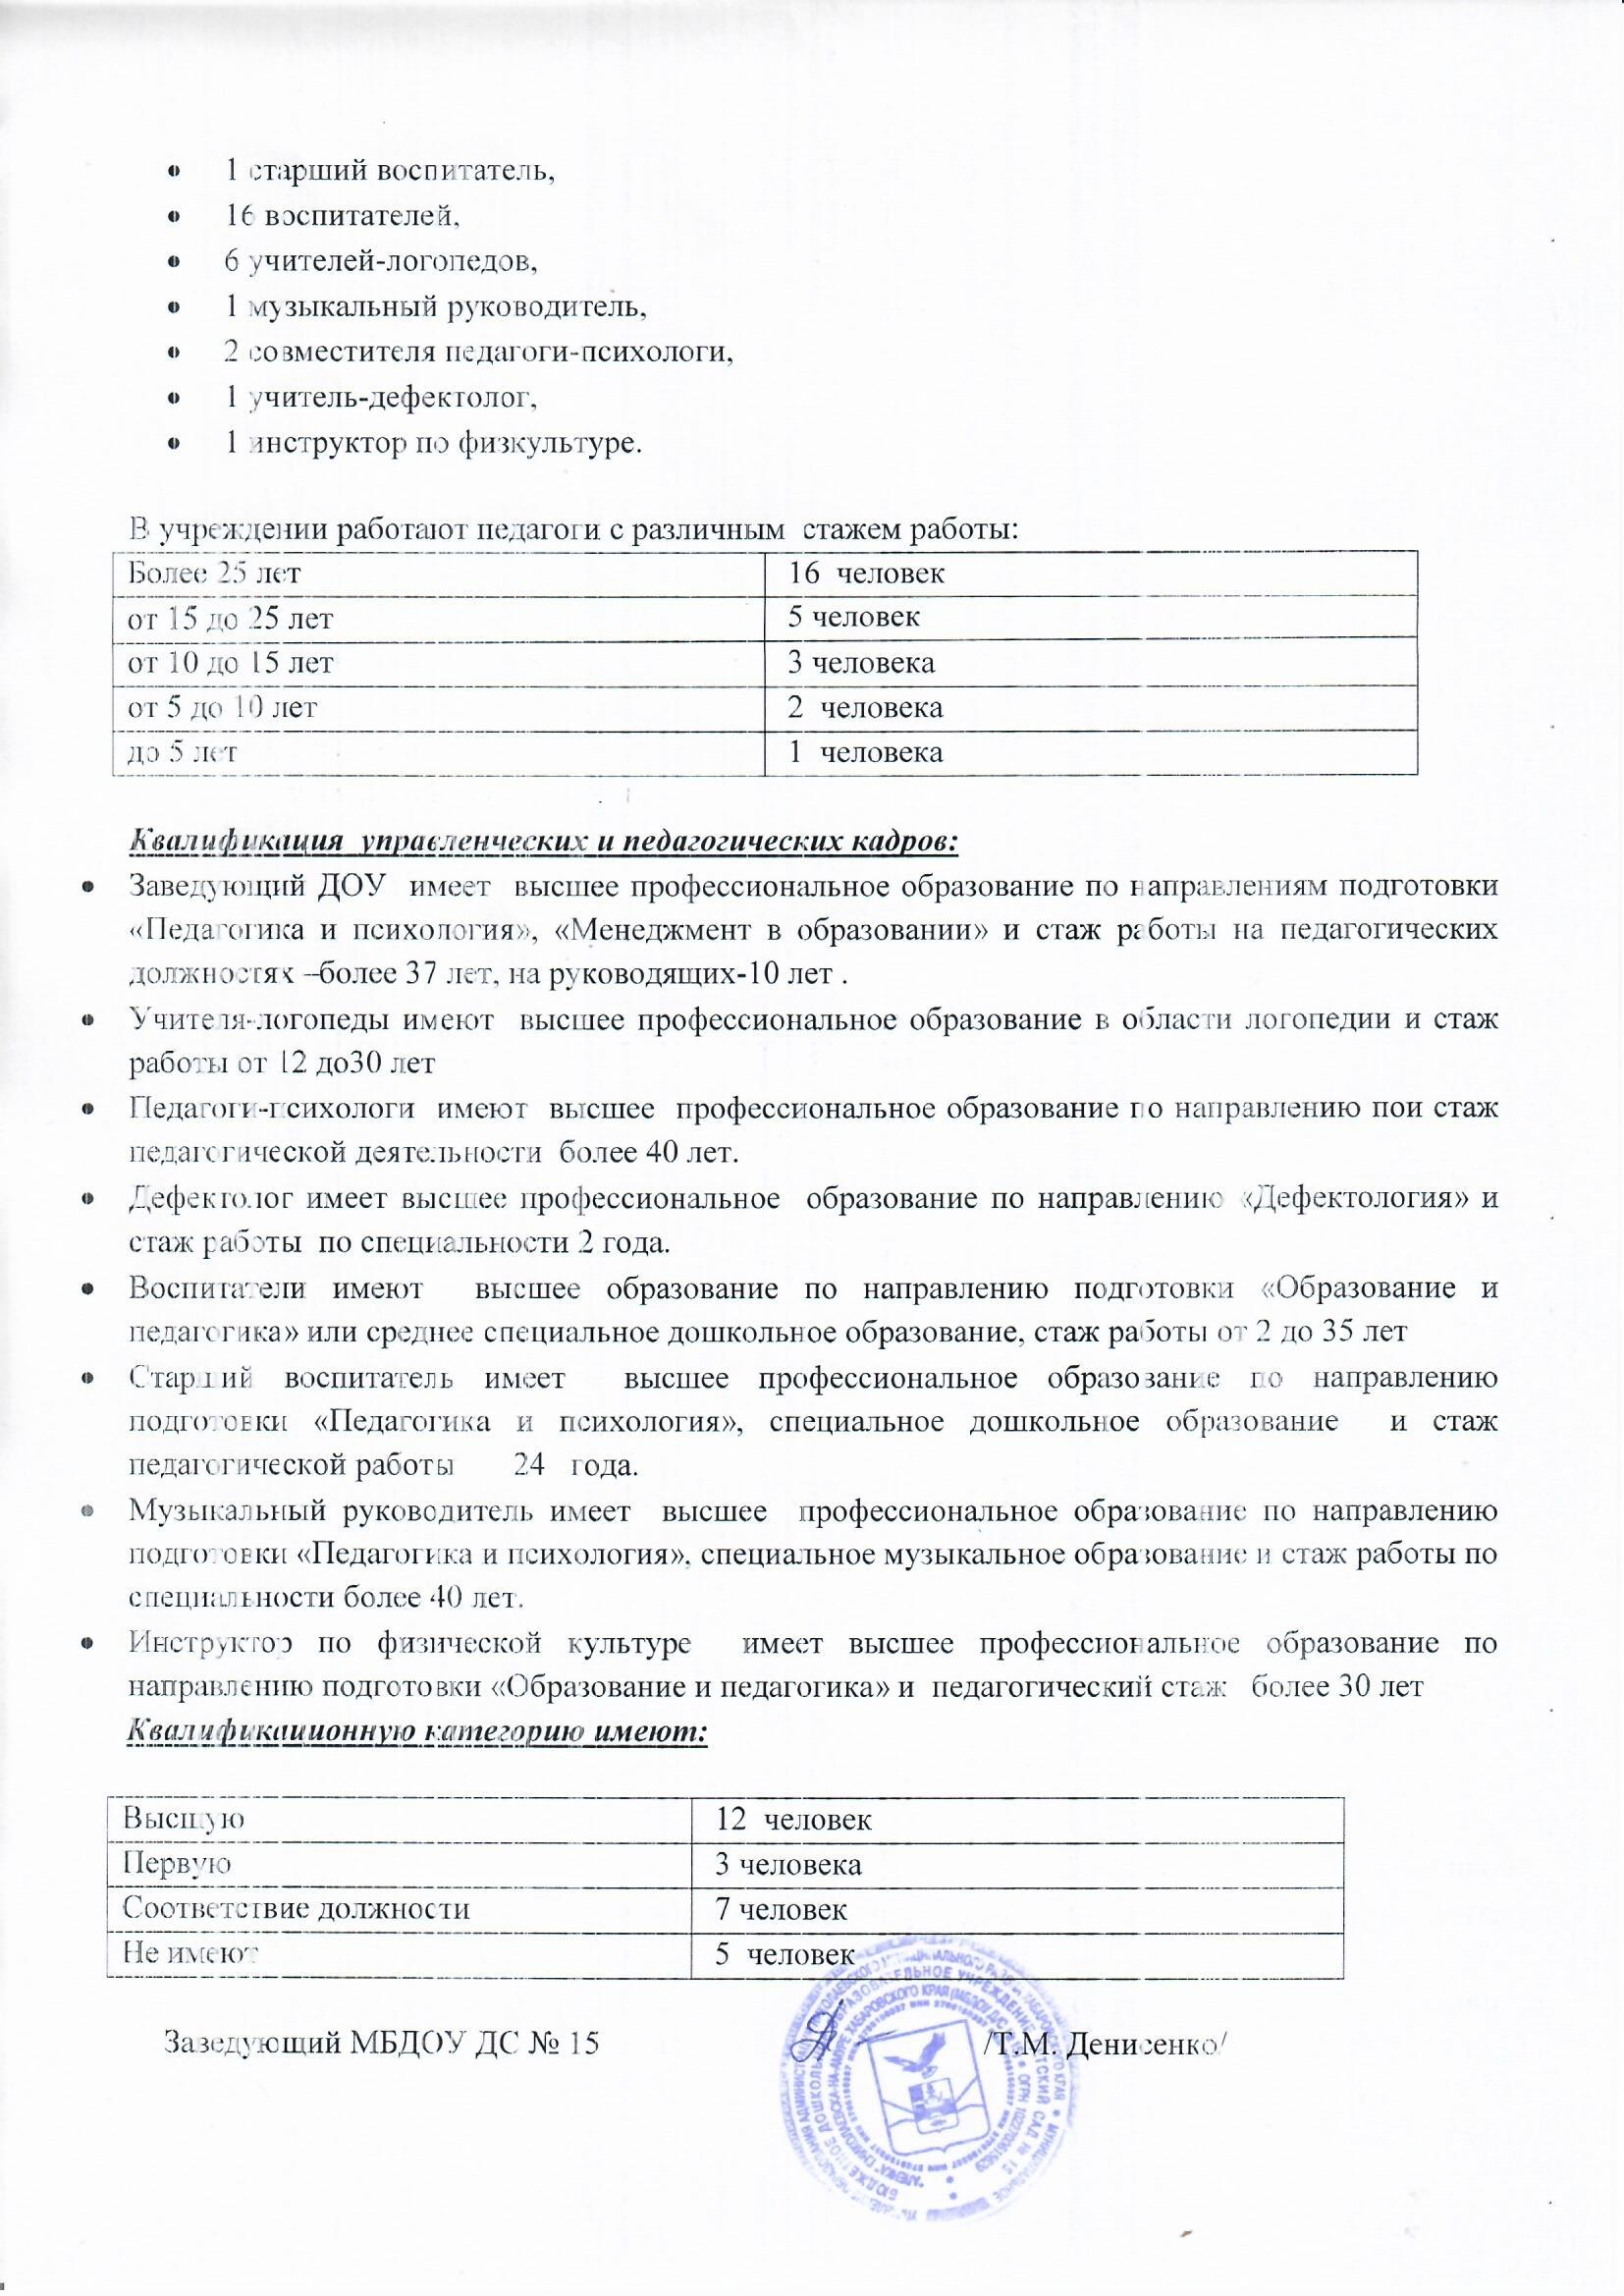 1 старший воспитатель,
16 воспитателей,
6 учителей-логопедов,
1 музыкальный руководитель,
2 совместителя педагоги-психологи,
1 учитель-дефектолог,
1 инструктор по физкультуре.
В учреждении работают педагоги с различным стажем работы:
Более 25 лет 16 человек
от 15 до 25 лет 5 человек
от 10 до 15 лет 3 человека
от 5 до 10 лет 2 человека
до 5 лет 1 человека
Квалификация управленческих и педагогических кадров:
Заведующий ДОУ имеет высшее профессиональное образование по направлениям подготовки
«Педагогика и психология», «Менеджмент в образовании» и стаж работы на педагогических
должностях –более 37 лет, на руководящих-10 лет .
Учителя-логопеды имеют высшее профессиональное образование в области логопедии и стаж
работы от 12 до30 лет
Педагоги-психологи имеют высшее профессиональное образование по направлению пои стаж
педагогической деятельности более 40 лет.
Дефектолог имеет высшее профессиональное образование по направлению «Дефектология» и
стаж работы по специальности 2 года.
Воспитатели имеют высшее образование по направлению подготовки «Образование и
педагогика» или среднее специальное дошкольное образование, стаж работы от 2 до 35 лет
Старший воспитатель имеет высшее профессиональное образование по направлению
подготовки «Педагогика и психология», специальное дошкольное образование и стаж
педагогической работы 24 года.
Музыкальный руководитель имеет высшее профессиональное образование по направлению
подготовки «Педагогика и психология», специальное музыкальное образование и стаж работы по
специальности более 40 лет.
Инструктор по физической культуре имеет высшее профессиональное образование по
направлению подготовки «Образование и педагогика» и педагогический стаж более 30 лет
Квалификационную категорию имеют:
Высшую 12 человек
Первую 3 человека
Соответствие должности 7 человек
Не имеют 5 человек
Заведующий МБДОУ ДС № 15 /Т.М. Денисенко/